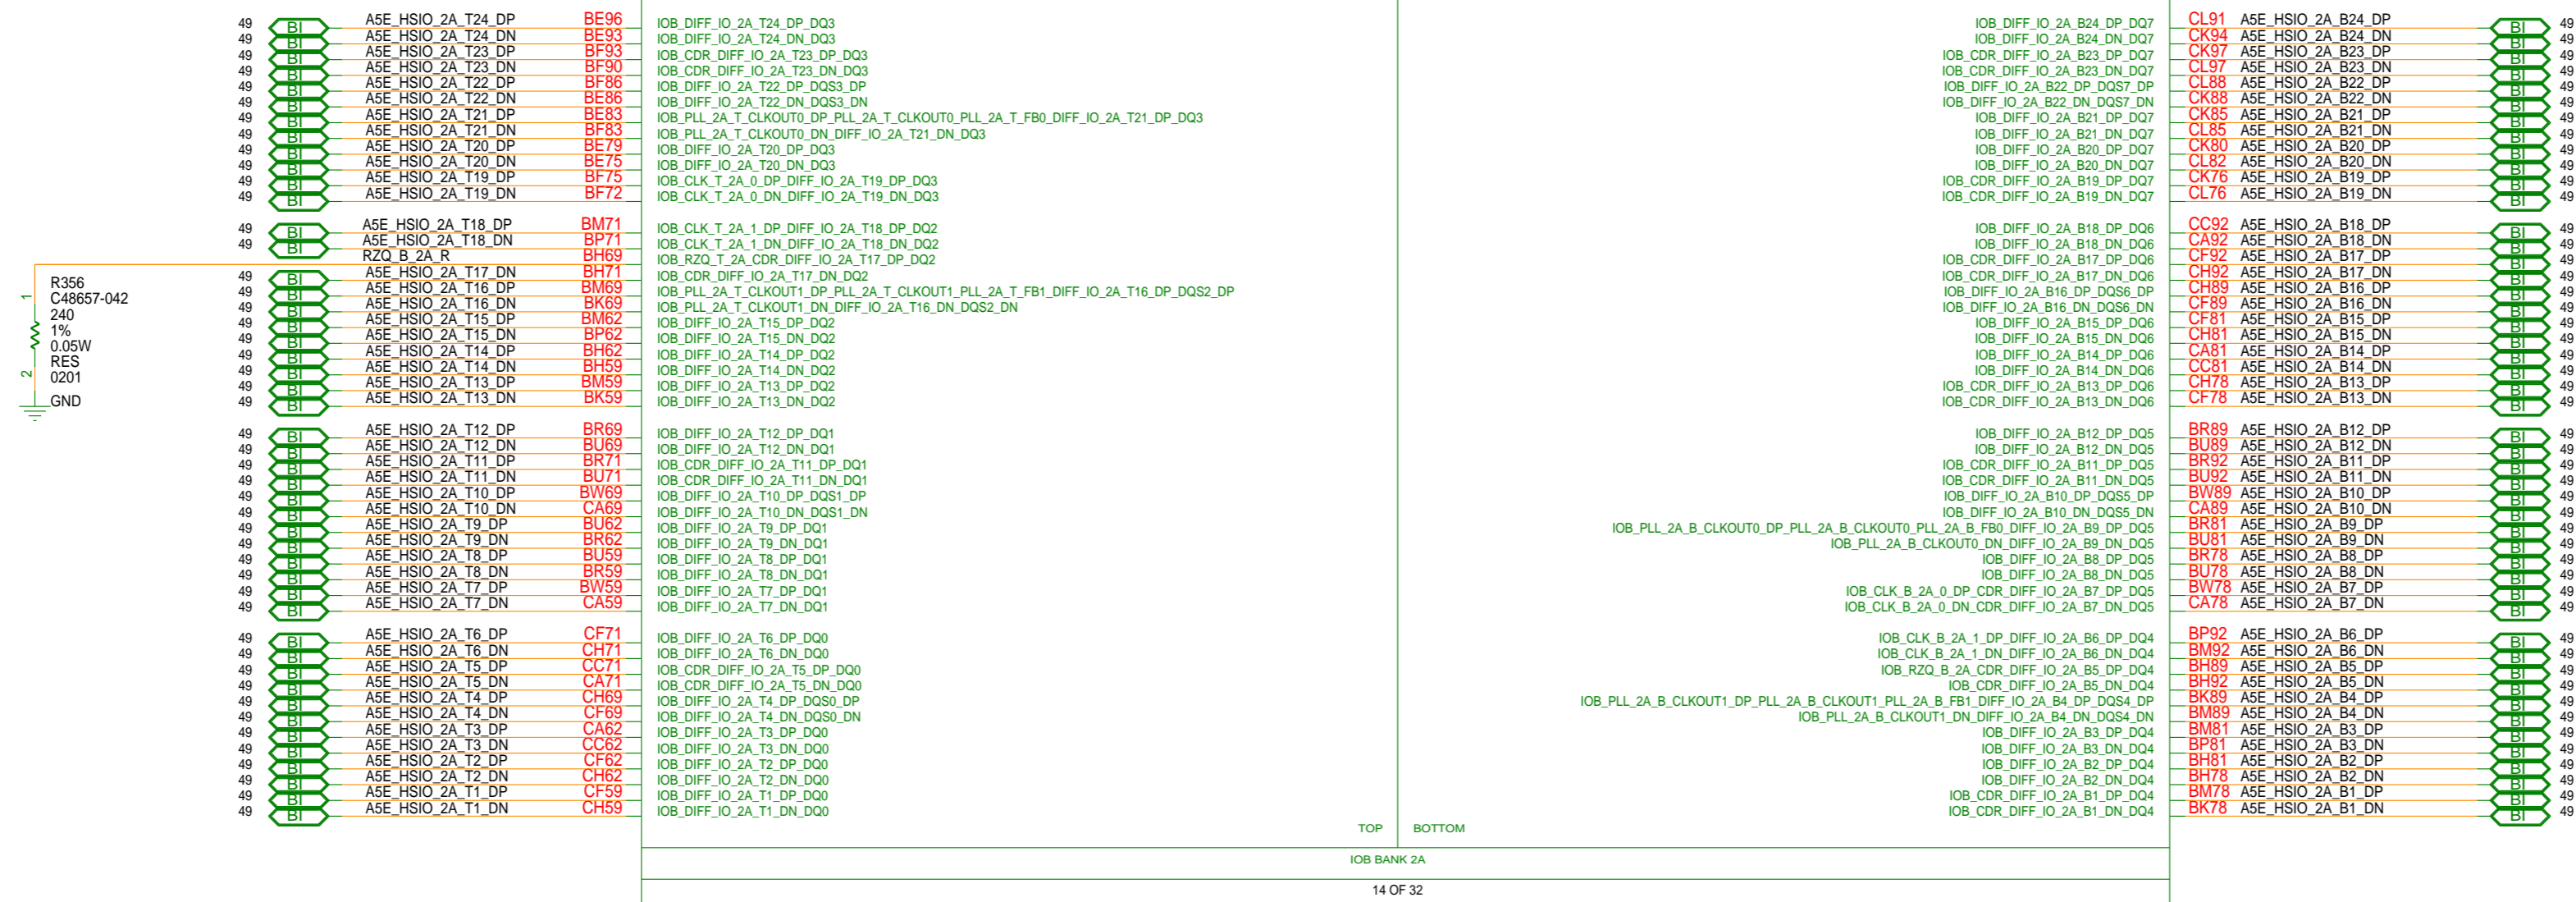 49 BI A5E_HSIO_2A_T24_DP BE96 IOB_DIFF_IO_2A_T24_DP_DQ3 IOB_DIFF_IO_2A_B24_DP_DQ7 CL91 A5E_HSIO_2A_B24_DP BI 49
49 BI A5E_HSIO_2A_T24_DN BE93 IOB_DIFF_IO_2A_T24_DN_DQ3 IOB_DIFF_IO_2A_B24_DN_DQ7 CK94 A5E_HSIO_2A_B24_DN BI 49
49 BI A5E_HSIO_2A_T23_DP BF93 IOB_CDR_DIFF_IO_2A_T23_DP_DQ3 IOB_CDR_DIFF_IO_2A_B23_DP_DQ7 CK97 A5E_HSIO_2A_B23_DP BI 49
49 BI A5E_HSIO_2A_T23_DN BF90 IOB_CDR_DIFF_IO_2A_T23_DN_DQ3 IOB_CDR_DIFF_IO_2A_B23_DN_DQ7 CL97 A5E_HSIO_2A_B23_DN BI 49
49 BI A5E_HSIO_2A_T22_DP BF86 IOB_DIFF_IO_2A_T22_DP_DQS3_DP IOB_DIFF_IO_2A_B22_DP_DQS7_DP CL88 A5E_HSIO_2A_B22_DP BI 49
49 BI A5E_HSIO_2A_T22_DN BE86 IOB_DIFF_IO_2A_T22_DN_DQS3_DN IOB_DIFF_IO_2A_B22_DN_DQS7_DN CK88 A5E_HSIO_2A_B22_DN BI 49
49 BI A5E_HSIO_2A_T21_DP BE83 IOB_PLL_2A_T_CLKOUT0_DP_PLL_2A_T_CLKOUT0_PLL_2A_T_FB0_DIFF_IO_2A_T21_DP_DQ3 IOB_DIFF_IO_2A_B21_DP_DQ7 CK85 A5E_HSIO_2A_B21_DP BI 49
49 BI A5E_HSIO_2A_T21_DN BF83 IOB_PLL_2A_T_CLKOUT0_DN_DIFF_IO_2A_T21_DN_DQ3 IOB_DIFF_IO_2A_B21_DN_DQ7 CL85 A5E_HSIO_2A_B21_DN BI 49
49 BI A5E_HSIO_2A_T20_DP BE79 IOB_DIFF_IO_2A_T20_DP_DQ3 IOB_DIFF_IO_2A_B20_DP_DQ7 CK80 A5E_HSIO_2A_B20_DP BI 49
49 BI A5E_HSIO_2A_T20_DN BE75 IOB_DIFF_IO_2A_T20_DN_DQ3 IOB_DIFF_IO_2A_B20_DN_DQ7 CL82 A5E_HSIO_2A_B20_DN BI 49
49 BI A5E_HSIO_2A_T19_DP BF75 IOB_CLK_T_2A_0_DP_DIFF_IO_2A_T19_DP_DQ3 IOB_CDR_DIFF_IO_2A_B19_DP_DQ7 CK76 A5E_HSIO_2A_B19_DP BI 49
49 BI A5E_HSIO_2A_T19_DN BF72 IOB_CLK_T_2A_0_DN_DIFF_IO_2A_T19_DN_DQ3 IOB_CDR_DIFF_IO_2A_B19_DN_DQ7 CL76 A5E_HSIO_2A_B19_DN BI 49
49 BI A5E_HSIO_2A_T18_DP BM71 IOB_CLK_T_2A_1_DP_DIFF_IO_2A_T18_DP_DQ2 IOB_DIFF_IO_2A_B18_DP_DQ6 CC92 A5E_HSIO_2A_B18_DP BI 49
49 BI A5E_HSIO_2A_T18_DN BP71 IOB_CLK_T_2A_1_DN_DIFF_IO_2A_T18_DN_DQ2 IOB_DIFF_IO_2A_B18_DN_DQ6 CA92 A5E_HSIO_2A_B18_DN BI 49
RZQ_B_2A_R BH69 IOB_RZQ_T_2A_CDR_DIFF_IO_2A_T17_DP_DQ2 IOB_CDR_DIFF_IO_2A_B17_DP_DQ6 CF92 A5E_HSIO_2A_B17_DP BI 49
49 BI A5E_HSIO_2A_T17_DN BH71 IOB_CDR_DIFF_IO_2A_T17_DN_DQ2 IOB_CDR_DIFF_IO_2A_B17_DN_DQ6 CH92 A5E_HSIO_2A_B17_DN BI 49
49 BI A5E_HSIO_2A_T16_DP BM69 IOB_PLL_2A_T_CLKOUT1_DP_PLL_2A_T_CLKOUT1_PLL_2A_T_FB1_DIFF_IO_2A_T16_DP_DQS2_DP IOB_DIFF_IO_2A_B16_DP_DQS6_DP CH89 A5E_HSIO_2A_B16_DP BI 49
49 BI A5E_HSIO_2A_T16_DN BK69 IOB_PLL_2A_T_CLKOUT1_DN_DIFF_IO_2A_T16_DN_DQS2_DN IOB_DIFF_IO_2A_B16_DN_DQS6_DN CF89 A5E_HSIO_2A_B16_DN BI 49
49 BI A5E_HSIO_2A_T15_DP BM62 IOB_DIFF_IO_2A_T15_DP_DQ2 IOB_DIFF_IO_2A_B15_DP_DQ6 CF81 A5E_HSIO_2A_B15_DP BI 49
49 BI A5E_HSIO_2A_T15_DN BP62 IOB_DIFF_IO_2A_T15_DN_DQ2 IOB_DIFF_IO_2A_B15_DN_DQ6 CH81 A5E_HSIO_2A_B15_DN BI 49
49 BI A5E_HSIO_2A_T14_DP BH62 IOB_DIFF_IO_2A_T14_DP_DQ2 IOB_DIFF_IO_2A_B14_DP_DQ6 CA81 A5E_HSIO_2A_B14_DP BI 49
49 BI A5E_HSIO_2A_T14_DN BH59 IOB_DIFF_IO_2A_T14_DN_DQ2 IOB_DIFF_IO_2A_B14_DN_DQ6 CC81 A5E_HSIO_2A_B14_DN BI 49
49 BI A5E_HSIO_2A_T13_DP BM59 IOB_DIFF_IO_2A_T13_DP_DQ2 IOB_CDR_DIFF_IO_2A_B13_DP_DQ6 CH78 A5E_HSIO_2A_B13_DP BI 49
49 BI A5E_HSIO_2A_T13_DN BK59 IOB_DIFF_IO_2A_T13_DN_DQ2 IOB_CDR_DIFF_IO_2A_B13_DN_DQ6 CF78 A5E_HSIO_2A_B13_DN BI 49
R356
C48657-042
1
240
1%
0.05W
RES
2
0201
GND
49 BI A5E_HSIO_2A_T12_DP BR69 IOB_DIFF_IO_2A_T12_DP_DQ1 IOB_DIFF_IO_2A_B12_DP_DQ5 BR89 A5E_HSIO_2A_B12_DP BI 49
49 BI A5E_HSIO_2A_T12_DN BU69 IOB_DIFF_IO_2A_T12_DN_DQ1 IOB_DIFF_IO_2A_B12_DN_DQ5 BU89 A5E_HSIO_2A_B12_DN BI 49
49 BI A5E_HSIO_2A_T11_DP BR71 IOB_CDR_DIFF_IO_2A_T11_DP_DQ1 IOB_CDR_DIFF_IO_2A_B11_DP_DQ5 BR92 A5E_HSIO_2A_B11_DP BI 49
49 BI A5E_HSIO_2A_T11_DN BU71 IOB_CDR_DIFF_IO_2A_T11_DN_DQ1 IOB_CDR_DIFF_IO_2A_B11_DN_DQ5 BU92 A5E_HSIO_2A_B11_DN BI 49
49 BI A5E_HSIO_2A_T10_DP BW69 IOB_DIFF_IO_2A_T10_DP_DQS1_DP IOB_DIFF_IO_2A_B10_DP_DQS5_DP BW89 A5E_HSIO_2A_B10_DP BI 49
49 BI A5E_HSIO_2A_T10_DN CA69 IOB_DIFF_IO_2A_T10_DN_DQS1_DN IOB_DIFF_IO_2A_B10_DN_DQS5_DN CA89 A5E_HSIO_2A_B10_DN BI 49
49 BI A5E_HSIO_2A_T9_DP BU62 IOB_DIFF_IO_2A_T9_DP_DQ1 IOB_PLL_2A_B_CLKOUT0_DP_PLL_2A_B_CLKOUT0_PLL_2A_B_FB0_DIFF_IO_2A_B9_DP_DQ5 BR81 A5E_HSIO_2A_B9_DP BI 49
49 BI A5E_HSIO_2A_T9_DN BR62 IOB_DIFF_IO_2A_T9_DN_DQ1 IOB_PLL_2A_B_CLKOUT0_DN_DIFF_IO_2A_B9_DN_DQ5 BU81 A5E_HSIO_2A_B9_DN BI 49
49 BI A5E_HSIO_2A_T8_DP BU59 IOB_DIFF_IO_2A_T8_DP_DQ1 IOB_DIFF_IO_2A_B8_DP_DQ5 BR78 A5E_HSIO_2A_B8_DP BI 49
49 BI A5E_HSIO_2A_T8_DN BR59 IOB_DIFF_IO_2A_T8_DN_DQ1 IOB_DIFF_IO_2A_B8_DN_DQ5 BU78 A5E_HSIO_2A_B8_DN BI 49
49 BI A5E_HSIO_2A_T7_DP BW59 IOB_DIFF_IO_2A_T7_DP_DQ1 IOB_CLK_B_2A_0_DP_CDR_DIFF_IO_2A_B7_DP_DQ5 BW78 A5E_HSIO_2A_B7_DP BI 49
49 BI A5E_HSIO_2A_T7_DN CA59 IOB_DIFF_IO_2A_T7_DN_DQ1 IOB_CLK_B_2A_0_DN_CDR_DIFF_IO_2A_B7_DN_DQ5 CA78 A5E_HSIO_2A_B7_DN BI 49
49 BI A5E_HSIO_2A_T6_DP CF71 IOB_DIFF_IO_2A_T6_DP_DQ0 IOB_CLK_B_2A_1_DP_DIFF_IO_2A_B6_DP_DQ4 BP92 A5E_HSIO_2A_B6_DP BI 49
49 BI A5E_HSIO_2A_T6_DN CH71 IOB_DIFF_IO_2A_T6_DN_DQ0 IOB_CLK_B_2A_1_DN_DIFF_IO_2A_B6_DN_DQ4 BM92 A5E_HSIO_2A_B6_DN BI 49
49 BI A5E_HSIO_2A_T5_DP CC71 IOB_CDR_DIFF_IO_2A_T5_DP_DQ0 IOB_RZQ_B_2A_CDR_DIFF_IO_2A_B5_DP_DQ4 BH89 A5E_HSIO_2A_B5_DP BI 49
49 BI A5E_HSIO_2A_T5_DN CA71 IOB_CDR_DIFF_IO_2A_T5_DN_DQ0 IOB_CDR_DIFF_IO_2A_B5_DN_DQ4 BH92 A5E_HSIO_2A_B5_DN BI 49
49 BI A5E_HSIO_2A_T4_DP CH69 IOB_DIFF_IO_2A_T4_DP_DQS0_DP IOB_PLL_2A_B_CLKOUT1_DP_PLL_2A_B_CLKOUT1_PLL_2A_B_FB1_DIFF_IO_2A_B4_DP_DQS4_DP BK89 A5E_HSIO_2A_B4_DP BI 49
49 BI A5E_HSIO_2A_T4_DN CF69 IOB_DIFF_IO_2A_T4_DN_DQS0_DN IOB_PLL_2A_B_CLKOUT1_DN_DIFF_IO_2A_B4_DN_DQS4_DN BM89 A5E_HSIO_2A_B4_DN BI 49
49 BI A5E_HSIO_2A_T3_DP CA62 IOB_DIFF_IO_2A_T3_DP_DQ0 IOB_DIFF_IO_2A_B3_DP_DQ4 BM81 A5E_HSIO_2A_B3_DP BI 49
49 BI A5E_HSIO_2A_T3_DN CC62 IOB_DIFF_IO_2A_T3_DN_DQ0 IOB_DIFF_IO_2A_B3_DN_DQ4 BP81 A5E_HSIO_2A_B3_DN BI 49
49 BI A5E_HSIO_2A_T2_DP CF62 IOB_DIFF_IO_2A_T2_DP_DQ0 IOB_DIFF_IO_2A_B2_DP_DQ4 BH81 A5E_HSIO_2A_B2_DP BI 49
49 BI A5E_HSIO_2A_T2_DN CH62 IOB_DIFF_IO_2A_T2_DN_DQ0 IOB_DIFF_IO_2A_B2_DN_DQ4 BH78 A5E_HSIO_2A_B2_DN BI 49
49 BI A5E_HSIO_2A_T1_DP CF59 IOB_DIFF_IO_2A_T1_DP_DQ0 IOB_CDR_DIFF_IO_2A_B1_DP_DQ4 BM78 A5E_HSIO_2A_B1_DP BI 49
49 BI A5E_HSIO_2A_T1_DN CH59 IOB_DIFF_IO_2A_T1_DN_DQ0 IOB_CDR_DIFF_IO_2A_B1_DN_DQ4 BK78 A5E_HSIO_2A_B1_DN BI 49
TOP BOTTOM
IOB BANK 2A
14 OF 32